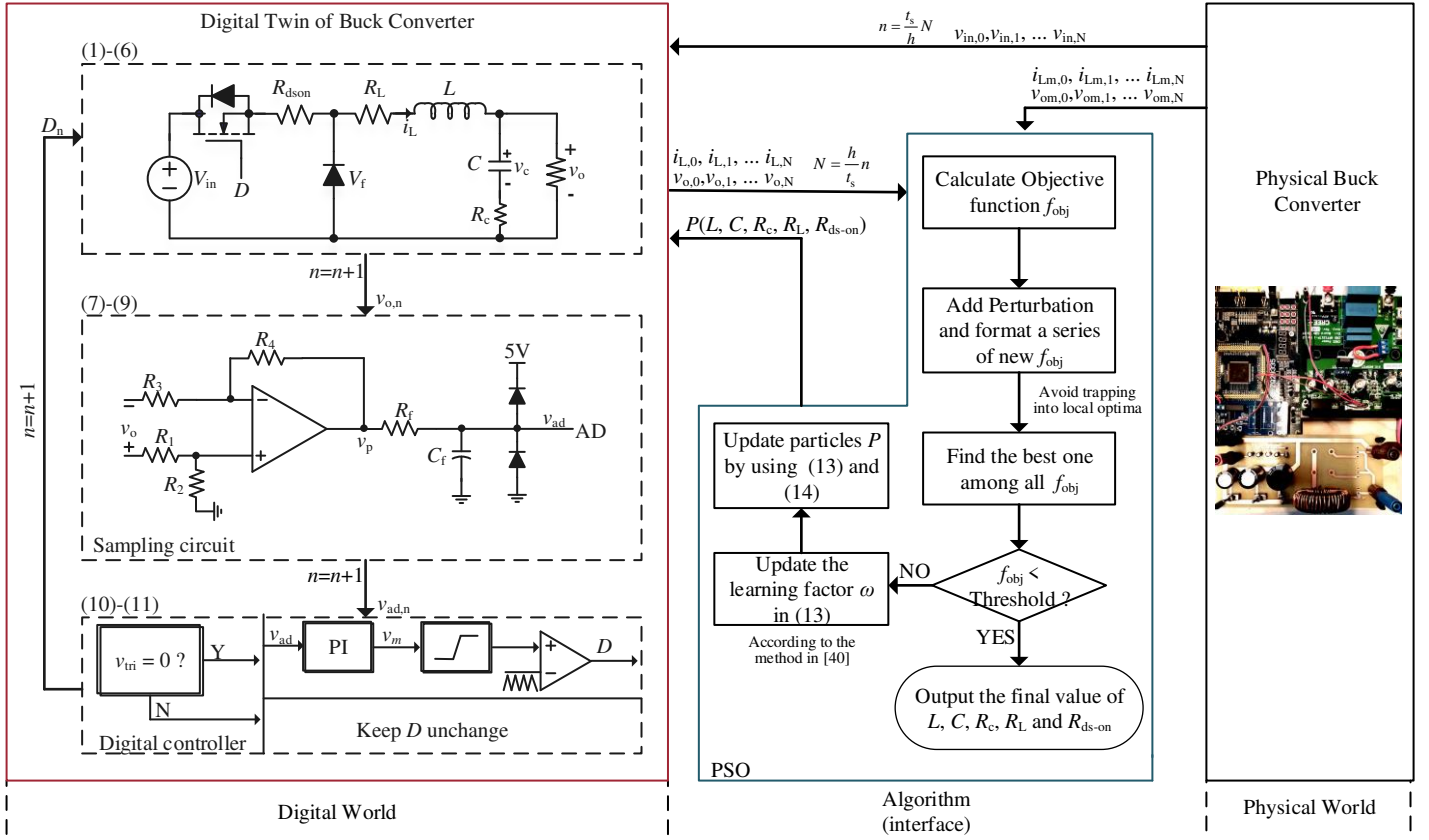 Digital Twin of Buck Converter
(1)-(6)
R_dson
R_L
L
i_L
D_n
V_in
D
V_f
C
v_c
R_c
v_o
n=n+1
v_o,n
(7)-(9)
R_4
R_3
v_o
R_1
R_2
v_p
R_f
C_f
5V
v_ad
AD
Sampling circuit
n=n+1
n=n+1
v_ad,n
(10)-(11)
v_tri = 0 ?
Y
N
Digital controller
v_ad
PI
v_m
D
Keep D unchange
Digital World
n = t_s/h N
v_in,0,v_in,1, ... v_in,N
i_Lm,0, i_Lm,1, ... i_Lm,N
v_om,0,v_om,1, ... v_om,N
i_L,0, i_L,1, ... i_L,N
v_o,0,v_o,1, ... v_o,N
N = h/t_s n
P(L, C, R_c, R_L, R_ds-on)
Calculate Objective
function f_obj
Add Perturbation
and format a series
of new f_obj
Avoid trapping
into local optima
Find the best one
among all f_obj
f_obj <
Threshold ?
NO
YES
Update the
learning factor ω
in (13)
According to the
method in [40]
Update particles P
by using (13) and
(14)
Output the final value of
L, C, R_c, R_L and R_ds-on
PSO
Algorithm
(interface)
Physical Buck
Converter
Physical World